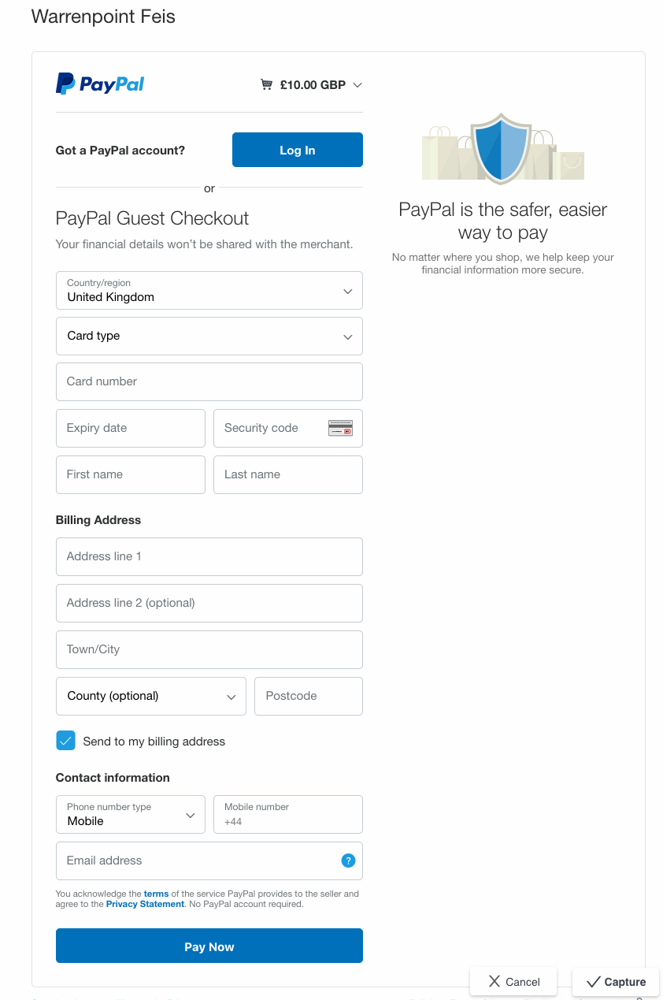 Warrenpoint Feis
PayPal
£10.00 GBP
Got a PayPal account?
Log In
or
PayPal Guest Checkout
Your financial details won't be shared with the merchant.
Country/region
United Kingdom
Card type
Card number
Expiry date
Security code
First name
Last name
Billing Address
Address line 1
Address line 2 (optional)
Town/City
County (optional)
Postcode
Send to my billing address
Contact information
Phone number type
Mobile
Mobile number
+44
Email address
?
You acknowledge the terms of the service PayPal provides to the seller and
agree to the Privacy Statement. No PayPal account required.
Pay Now
PayPal is the safer, easier
way to pay
No matter where you shop, we help keep your
financial information more secure.
Cancel
Capture